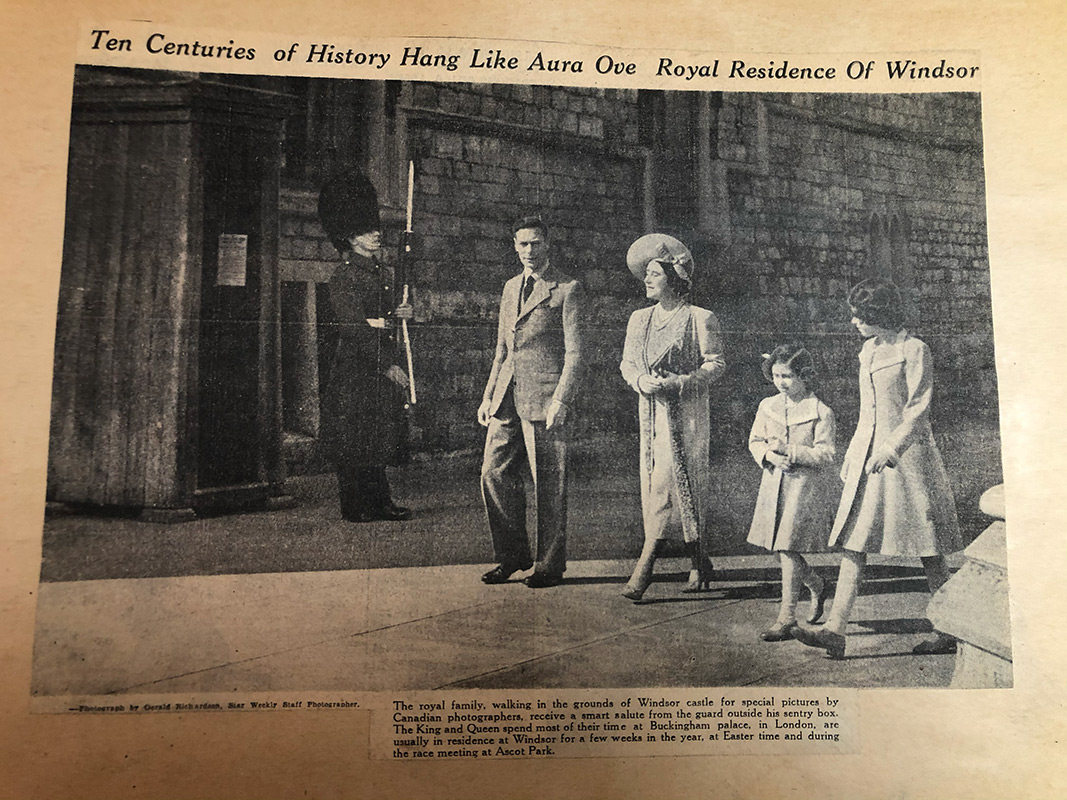 Ten Centuries of History Hang Like Aura Ove Royal Residence Of Windsor
—Photograph by Gerald Richardson, Star Weekly Staff Photographer.
The royal family, walking in the grounds of Windsor castle for special pictures by
Canadian photographers, receive a smart salute from the guard outside his sentry box.
The King and Queen spend most of their time at Buckingham palace, in London, are
usually in residence at Windsor for a few weeks in the year, at Easter time and during
the race meeting at Ascot Park.